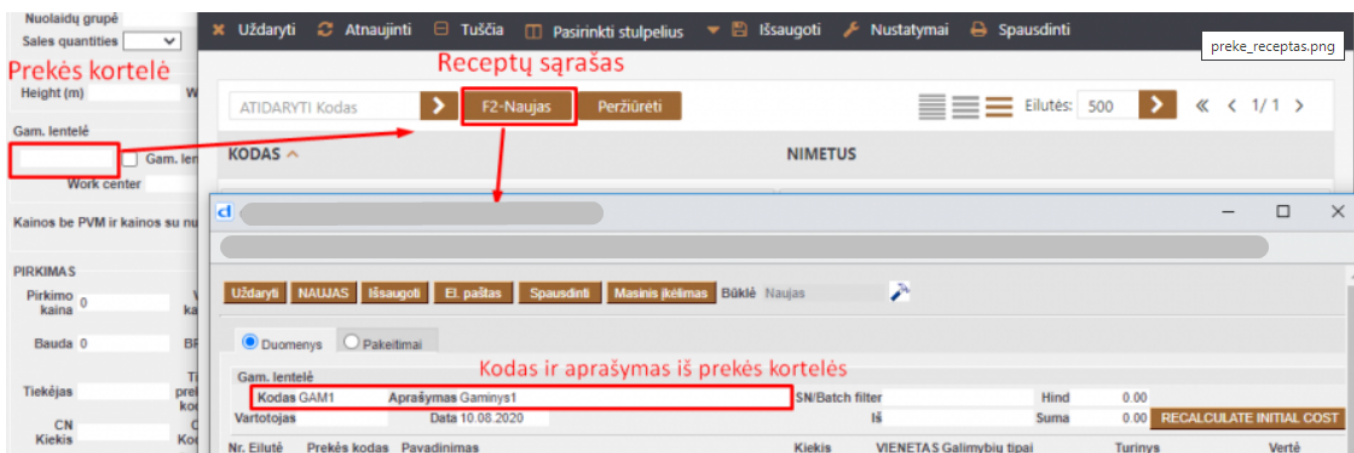 Nuolaidų grupė
Sales quantities
Prekės kortelė
Height (m)
W
Gam. lentelė
Gam. len
Work center
Kainos be PVM ir kainos su nu
PIRKIMAS
Pirkimo kaina 0
ka
Bauda 0
Tiekėjas
Ti
prek
kod
CN Kiekis
Uždaryti Atnaujinti Tuščia Pasirinkti stulpelius Išsaugoti Nustatymai Spausdinti
preke_receptas.png
Receptų sąrašas
ATIDARYTI Kodas F2-Naujas Peržiūrėti Eilutės: 500 « < 1/ 1 >
KODAS NIMETUS
Uždaryti NAUJAS Išsaugoti El. paštas Spausdinti Masinis įkėlimas Būklė Naujas
Duomenys Pakeitimai
Kodas ir aprašymas iš prekės kortelės
Gam. lentelė
Kodas GAM1 Aprašymas Gaminys1 SN/Batch filter Hind 0.00
Vartotojas Data 10.08.2020 Iš Suma 0.00 RECALCULATE INITIAL COST
Nr. Eilutė Prekės kodas Pavadinimas Kiekis VIENETAS Galimybių tipai Turinys Vertė